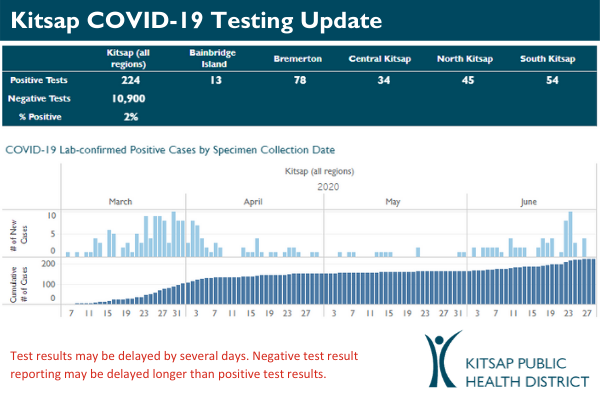 Kitsap COVID-19 Testing Update
Kitsap (all regions) Bainbridge Island Bremerton Central Kitsap North Kitsap South Kitsap
Positive Tests 224 13 78 34 45 54
Negative Tests 10,900
% Positive 2%
COVID-19 Lab-confirmed Positive Cases by Specimen Collection Date
Kitsap (all regions)
2020
March April May June
# of New Cases
10
5
0
Cumulative # of Cases
200
100
0
7 11 15 19 23 27 31 3 7 11 15 19 23 27 1 5 9 13 17 21 25 29 2 6 10 14 18 22 26 30 3 7 11 15 19 23 27
Test results may be delayed by several days. Negative test result
reporting may be delayed longer than positive test results.
KITSAP PUBLIC
HEALTH DISTRICT